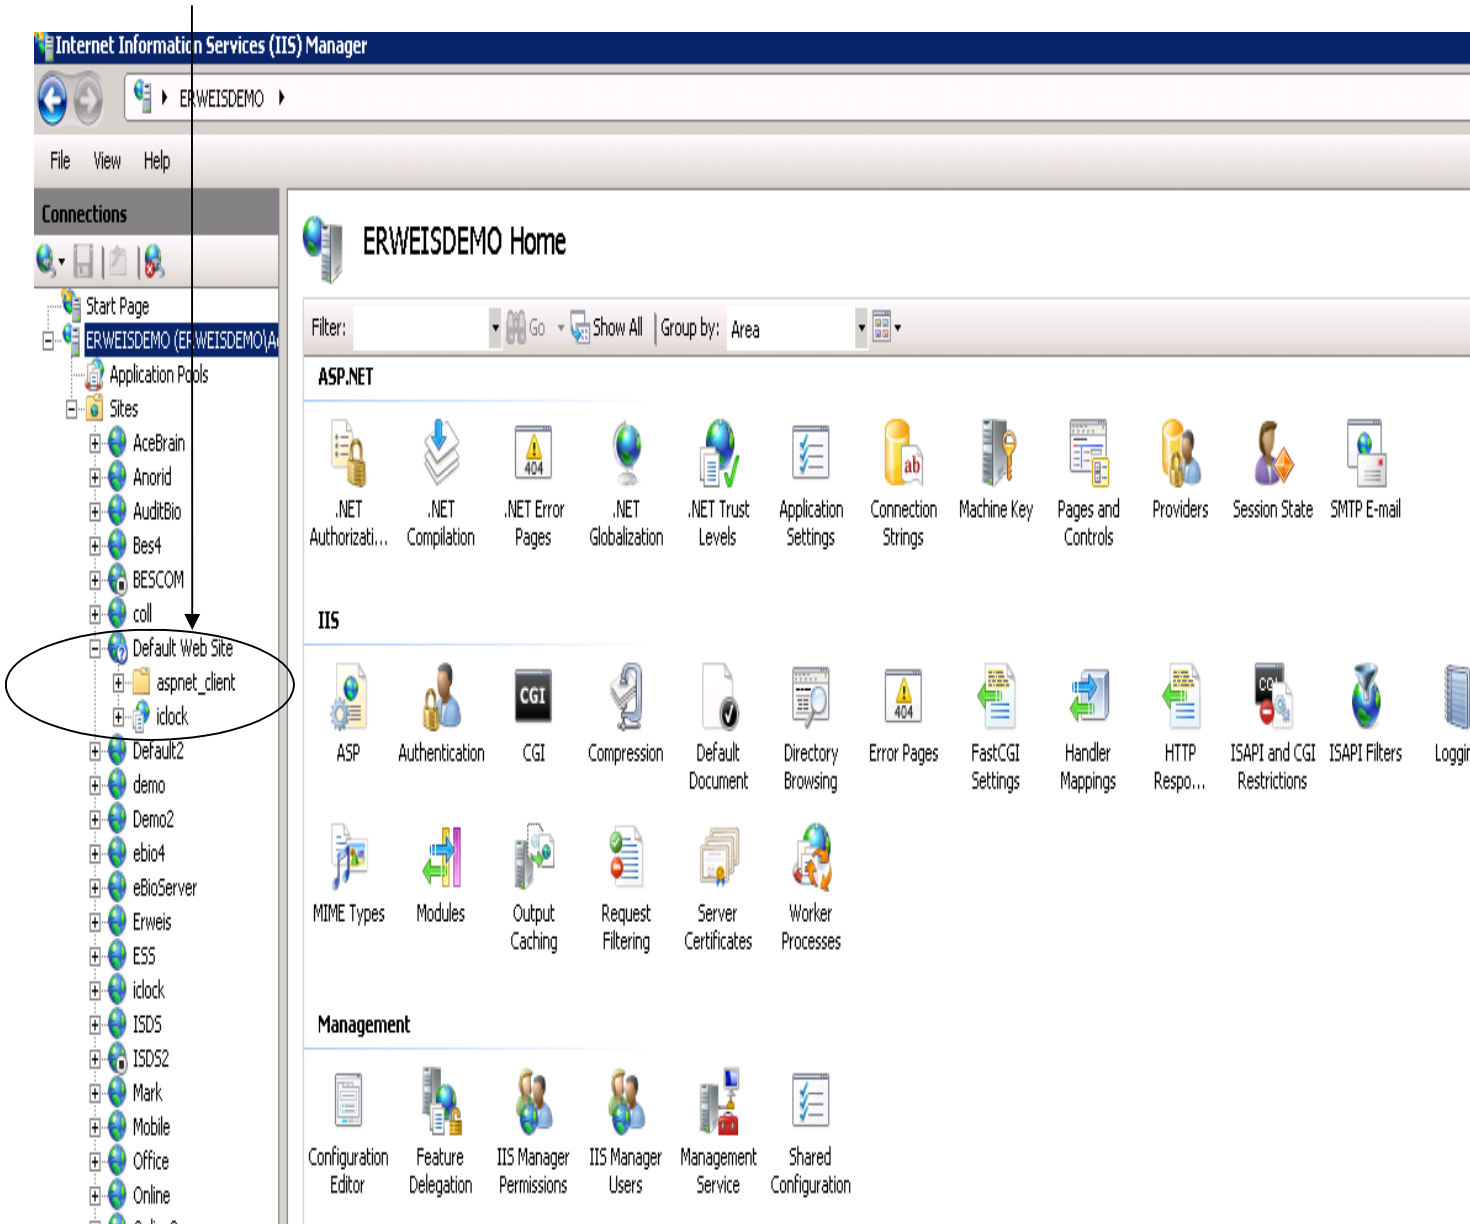 Internet Information Services (IIS) Manager
ERWEISDEMO
File View Help
Connections
Start Page
ERWEISDEMO (ERWEISDEMO\A
Application Pools
Sites
AceBrain
Anorid
AuditBio
Bes4
BESCOM
coll
Default Web Site
aspnet_client
iclock
Default2
demo
Demo2
ebio4
eBioServer
Erweis
ESS
iclock
ISDS
ISDS2
Mark
Mobile
Office
Online
ERWEISDEMO Home
Filter: Go Show All Group by: Area
ASP.NET
.NET Authorizati...
.NET Compilation
404
.NET Error Pages
.NET Globalization
.NET Trust Levels
Application Settings
ab
Connection Strings
Machine Key
Pages and Controls
Providers
Session State
SMTP E-mail
IIS
ASP
Authentication
CGI
CGI
Compression
Default Document
Directory Browsing
404
Error Pages
FastCGI Settings
Handler Mappings
HTTP Respo...
ISAPI and CGI Restrictions
ISAPI Filters
Loggin
MIME Types
Modules
Output Caching
Request Filtering
Server Certificates
Worker Processes
Management
Configuration Editor
Feature Delegation
IIS Manager Permissions
IIS Manager Users
Management Service
Shared Configuration